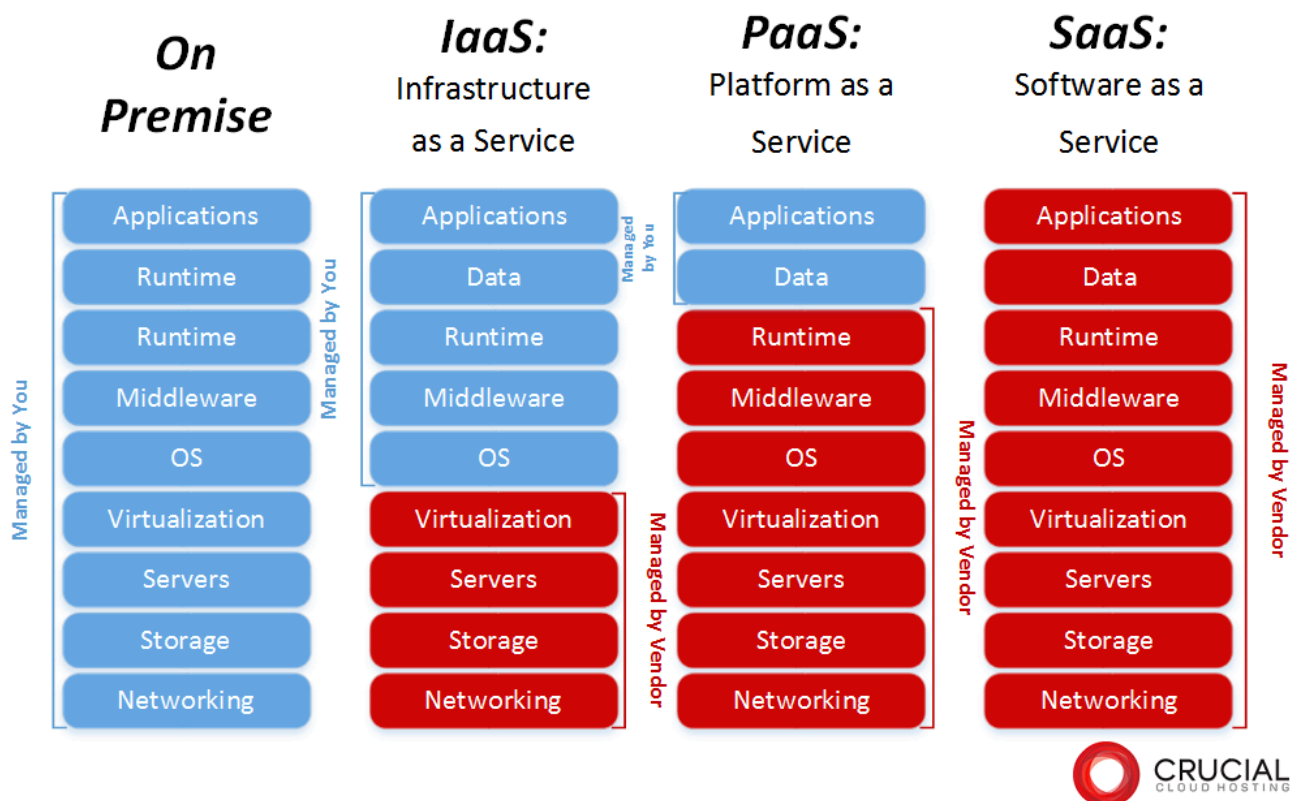 On
Premise
IaaS:
Infrastructure
as a Service
PaaS:
Platform as a
Service
SaaS:
Software as a
Service
Managed by You
Applications
Runtime
Runtime
Middleware
OS
Virtualization
Servers
Storage
Networking
Managed by You
Applications
Data
Runtime
Middleware
OS
Virtualization
Servers
Storage
Networking
Managed by Vendor
Managed
by You
Applications
Data
Runtime
Middleware
OS
Virtualization
Servers
Storage
Networking
Managed by Vendor
Applications
Data
Runtime
Middleware
OS
Virtualization
Servers
Storage
Networking
Managed by Vendor
CRUCIAL
CLOUD HOSTING